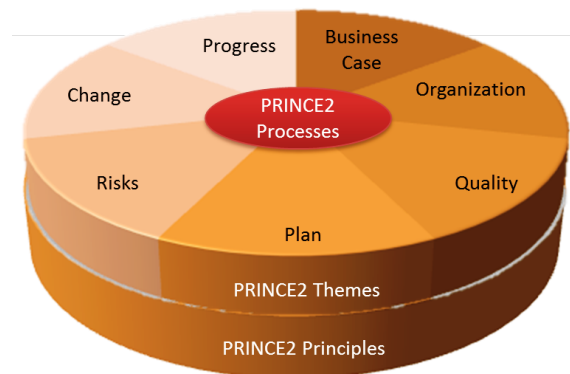 Progress
Business
Case
Change
Organization
PRINCE2
Processes
Risks
Quality
Plan
PRINCE2 Themes
PRINCE2 Principles